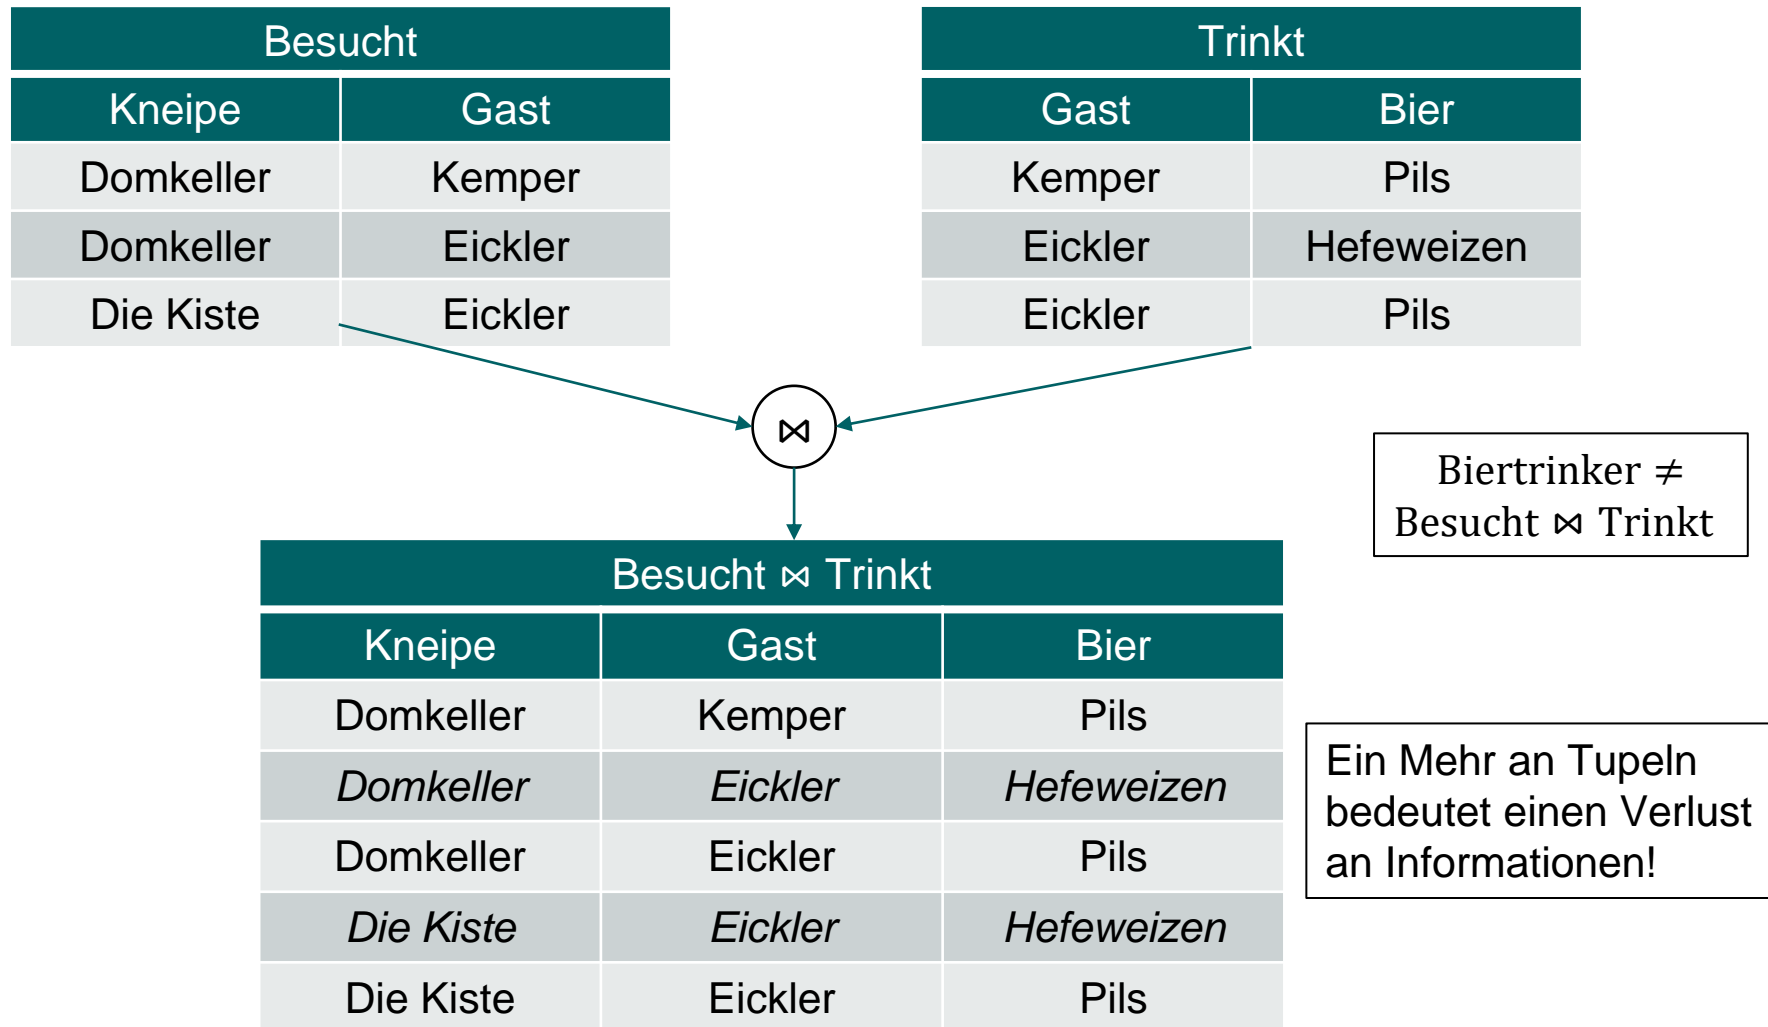 Besucht
Kneipe Gast
Domkeller Kemper
Domkeller Eickler
Die Kiste Eickler
Trinkt
Gast Bier
Kemper Pils
Eickler Hefeweizen
Eickler Pils
⋈
Biertrinker ≠
Besucht ⋈ Trinkt
Besucht ⋈ Trinkt
Kneipe Gast Bier
Domkeller Kemper Pils
Domkeller Eickler Hefeweizen
Domkeller Eickler Pils
Die Kiste Eickler Hefeweizen
Die Kiste Eickler Pils
Ein Mehr an Tupeln
bedeutet einen Verlust
an Informationen!